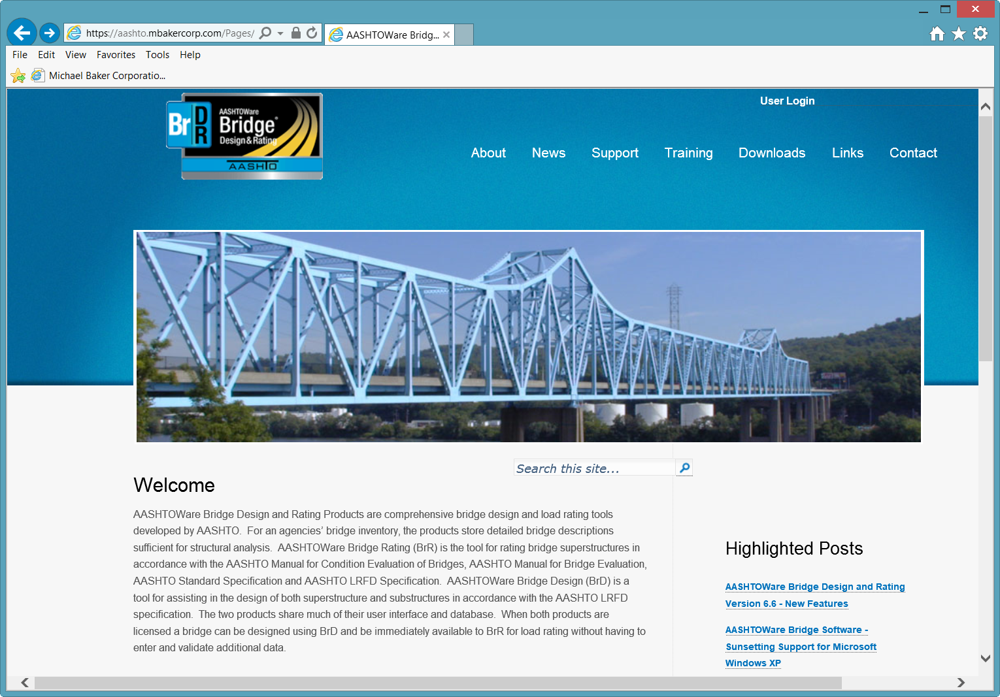 https://aashto.mbakercorp.com/Pages/
AASHTOWare Bridg...
File Edit View Favorites Tools Help
Michael Baker Corporatio...
User Login
BrDR
AASHTOWare
Bridge
Design & Rating
AASHTO
About News Support Training Downloads Links Contact
Search this site...
Welcome
AASHTOWare Bridge Design and Rating Products are comprehensive bridge design and load rating tools
developed by AASHTO.  For an agencies’ bridge inventory, the products store detailed bridge descriptions
sufficient for structural analysis.  AASHTOWare Bridge Rating (BrR) is the tool for rating bridge superstructures in
accordance with the AASHTO Manual for Condition Evaluation of Bridges, AASHTO Manual for Bridge Evaluation,
AASHTO Standard Specification and AASHTO LRFD Specification.  AASHTOWare Bridge Design (BrD) is a
tool for assisting in the design of both superstructure and substructures in accordance with the AASHTO LRFD
specification.  The two products share much of their user interface and database.  When both products are
licensed a bridge can be designed using BrD and be immediately available to BrR for load rating without having to
enter and validate additional data.
Highlighted Posts
AASHTOWare Bridge Design and Rating
Version 6.6 - New Features
AASHTOWare Bridge Software -
Sunsetting Support for Microsoft
Windows XP